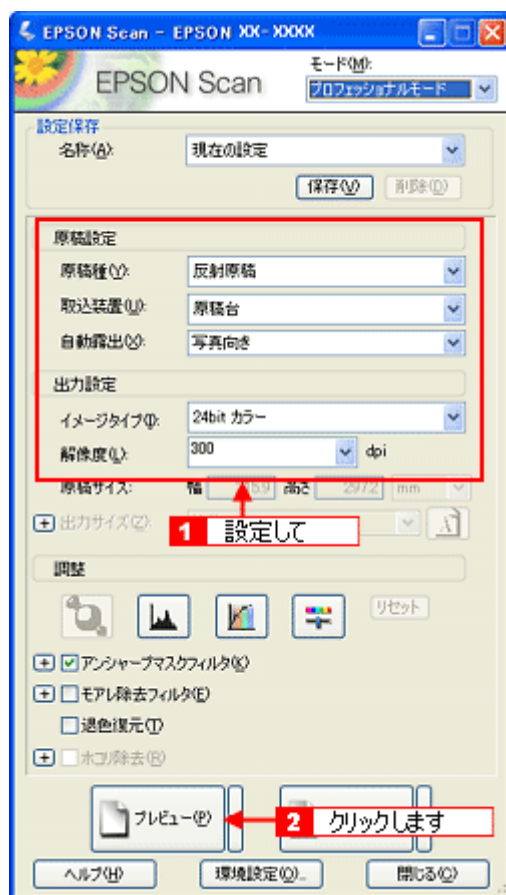 EPSON Scan - EPSON XX-XXXX
EPSON Scan
モード(M):
プロフェッショナルモード
設定保存
名称(A):
現在の設定
保存(V)
削除(D)
原稿設定
原稿種(Y):
反射原稿
取込装置(U):
原稿台
自動露出(X):
写真向き
出力設定
イメージタイプ(I):
24bit カラー
解像度(L):
300
dpi
原稿サイズ:
幅
高さ
297.2
mm
出力サイズ(Z):
1 設定して
調整
リセット
アンシャープマスクフィルタ(K)
モアレ除去フィルタ(E)
退色復元(T)
ホコリ除去(R)
プレビュー(P)
2 クリックします
ヘルプ(H)
環境設定(O)...
閉じる(C)